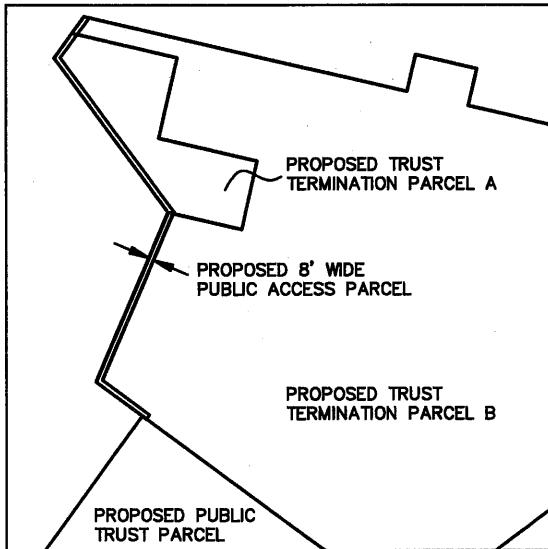 PROPOSED TRUST
TERMINATION PARCEL A
PROPOSED 8' WIDE
PUBLIC ACCESS PARCEL
PROPOSED TRUST
TERMINATION PARCEL B
PROPOSED PUBLIC
TRUST PARCEL